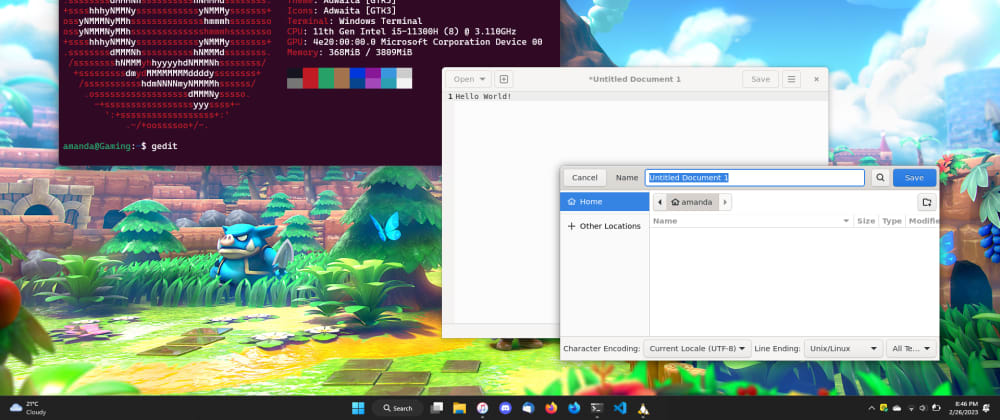 Theme: Adwaita [GTK3]
Icons: Adwaita [GTK3]
Terminal: Windows Terminal
CPU: 11th Gen Intel i5-11300H (8) @ 3.110GHz
GPU: 4e20:00:00.0 Microsoft Corporation Device 00
Memory: 368MiB / 3809MiB
amanda@Gaming:~$ gedit
Open
*Untitled Document 1
Save
1 Hello World!
Cancel
Name
Untitled Document 1
Save
Home
amanda
Other Locations
Name
Size
Type
Modifie
Character Encoding:
Current Locale (UTF-8)
Line Ending:
Unix/Linux
All Te...
21°C
Cloudy
Search
8:46 PM
2/26/2023